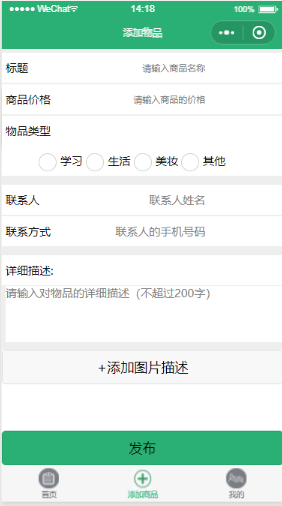 ●●●●● WeChat 14:18 100%
添加物品
标题 请输入商品名称
商品价格 请输入商品的价格
物品类型
学习 生活 美妆 其他
联系人 联系人姓名
联系方式 联系人的手机号码
详细描述:
请输入对物品的详细描述（不超过200字）
+添加图片描述
发布
首页 添加商品 我的